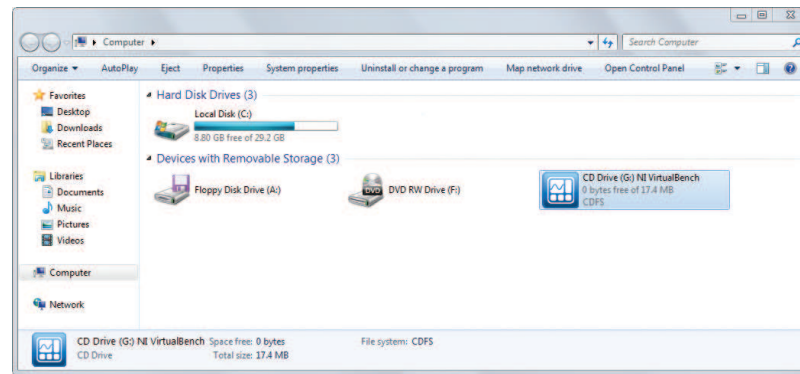 Computer
Search Computer
Organize AutoPlay Eject Properties System properties Uninstall or change a program Map network drive Open Control Panel
Favorites
Desktop
Downloads
Recent Places
Libraries
Documents
Music
Pictures
Videos
Computer
Network
Hard Disk Drives (3)
Local Disk (C:)
8.80 GB free of 29.2 GB
Devices with Removable Storage (3)
Floppy Disk Drive (A:)
DVD
DVD RW Drive (F:)
CD Drive (G:) NI VirtualBench
0 bytes free of 17.4 MB
CDFS
CD Drive (G:) NI VirtualBench Space free: 0 bytes File system: CDFS
CD Drive Total size: 17.4 MB